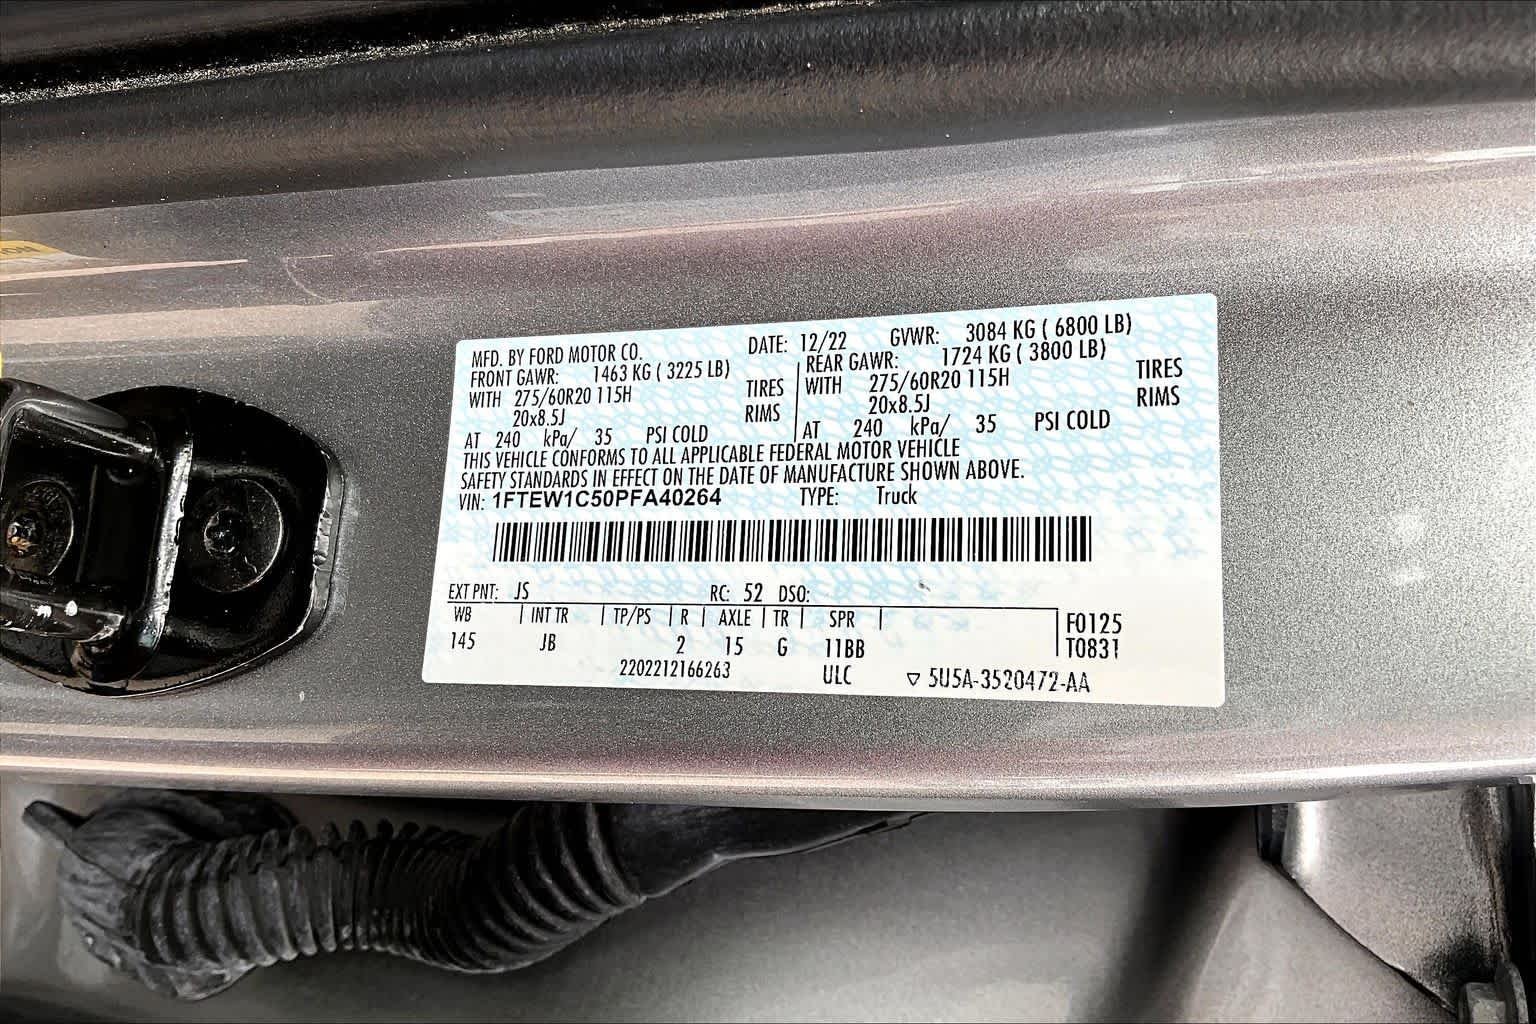 MFD. BY FORD MOTOR CO. DATE: 12/22 GVWR: 3084 KG ( 6800 LB)
FRONT GAWR: 1463 KG ( 3225 LB) REAR GAWR: 1724 KG ( 3800 LB)
WITH 275/60R20 115H TIRES WITH 275/60R20 115H TIRES
20x8.5J RIMS 20x8.5J RIMS
AT 240 kPa/ 35 PSI COLD AT 240 kPa/ 35 PSI COLD
THIS VEHICLE CONFORMS TO ALL APPLICABLE FEDERAL MOTOR VEHICLE
SAFETY STANDARDS IN EFFECT ON THE DATE OF MANUFACTURE SHOWN ABOVE.
VIN: 1FTEW1C50PFA40264 TYPE: Truck
EXT PNT: JS RC: 52 DSO:
WB INT TR TP/PS R AXLE TR SPR F0125
145 JB 2 15 G 11BB T0831
2202212166263 ULC ▽ 5U5A-3520472-AA